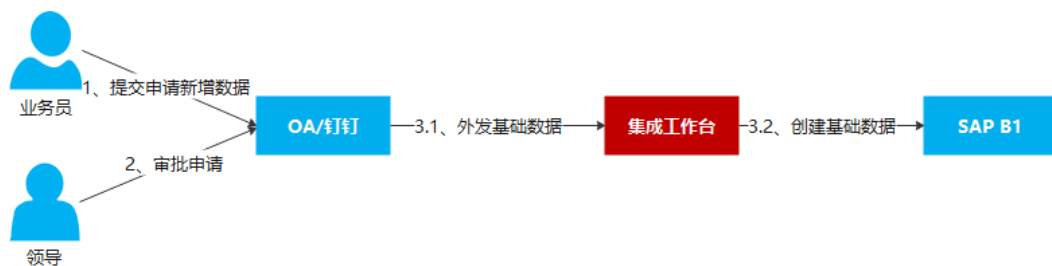 业务员
1、提交申请新增数据
OA/钉钉
3.1、外发基础数据
集成工作台
3.2、创建基础数据
SAP B1
2、审批申请
领导